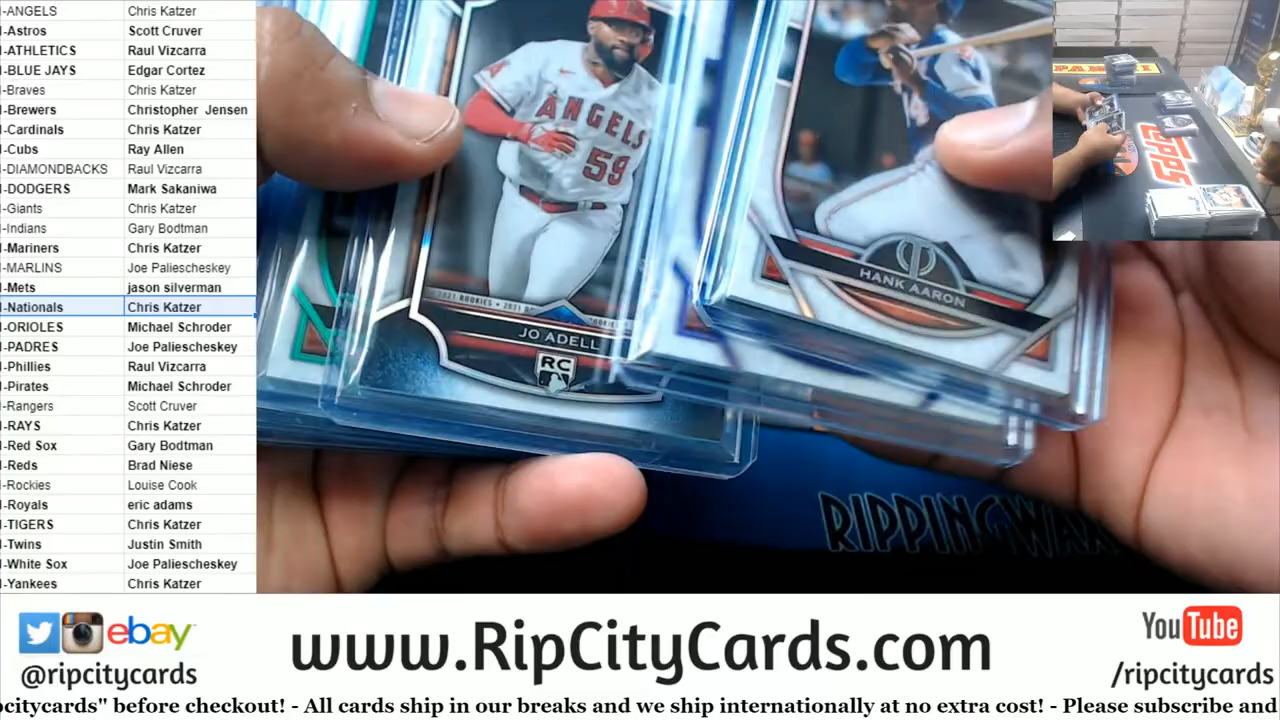 I-ANGELS Chris Katzer
I-Astros Scott Cruver
I-ATHLETICS Raul Vizcarra
I-BLUE JAYS Edgar Cortez
I-Braves Chris Katzer
I-Brewers Christopher Jensen
I-Cardinals Chris Katzer
I-Cubs Ray Allen
I-DIAMONDBACKS Raul Vizcarra
I-DODGERS Mark Sakaniwa
I-Giants Chris Katzer
I-Indians Gary Bodtman
I-Mariners Chris Katzer
I-MARLINS Joe Paliescheskey
I-Mets jason silverman
I-Nationals Chris Katzer
I-ORIOLES Michael Schroder
I-PADRES Joe Paliescheskey
I-Phillies Raul Vizcarra
I-Pirates Michael Schroder
I-Rangers Scott Cruver
I-RAYS Chris Katzer
I-Red Sox Gary Bodtman
I-Reds Brad Niese
I-Rockies Louise Cook
I-Royals eric adams
I-TIGERS Chris Katzer
I-Twins Justin Smith
I-White Sox Joe Paliescheskey
I-Yankees Chris Katzer
ANGELS
59
2021 ROOKIES • 2021
JO ADELL
RC
HANK AARON
PANINI
TOPPS
RIPPINGWAX
ebay
@ripcitycards
www.RipCityCards.com
YouTube
/ripcitycards
pcitycards" before checkout! - All cards ship in our breaks and we ship internationally at no extra cost! - Please subscribe and